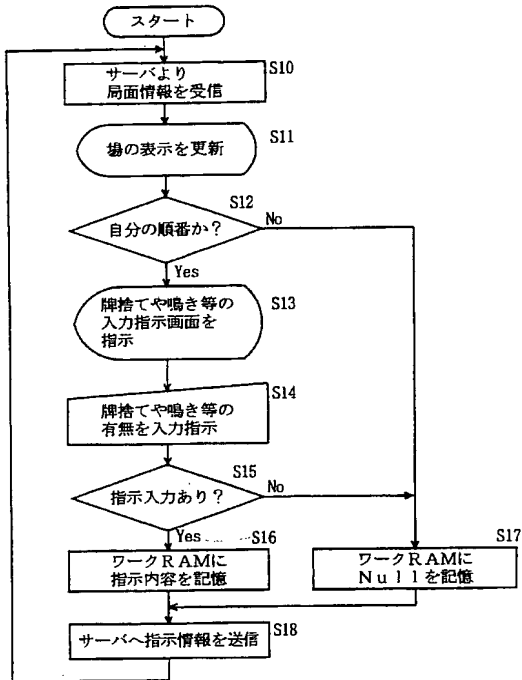 スタート
サーバより
局面情報を受信
S10
場の表示を更新
S11
自分の順番か?
S12
No
Yes
牌捨てや鳴き等の
入力指示画面を
指示
S13
牌捨てや鳴き等の
有無を入力指示
S14
指示入力あり?
S15
No
Yes
ワークRAMに
指示内容を記憶
S16
ワークRAMに
Nullを記憶
S17
サーバへ指示情報を送信
S18